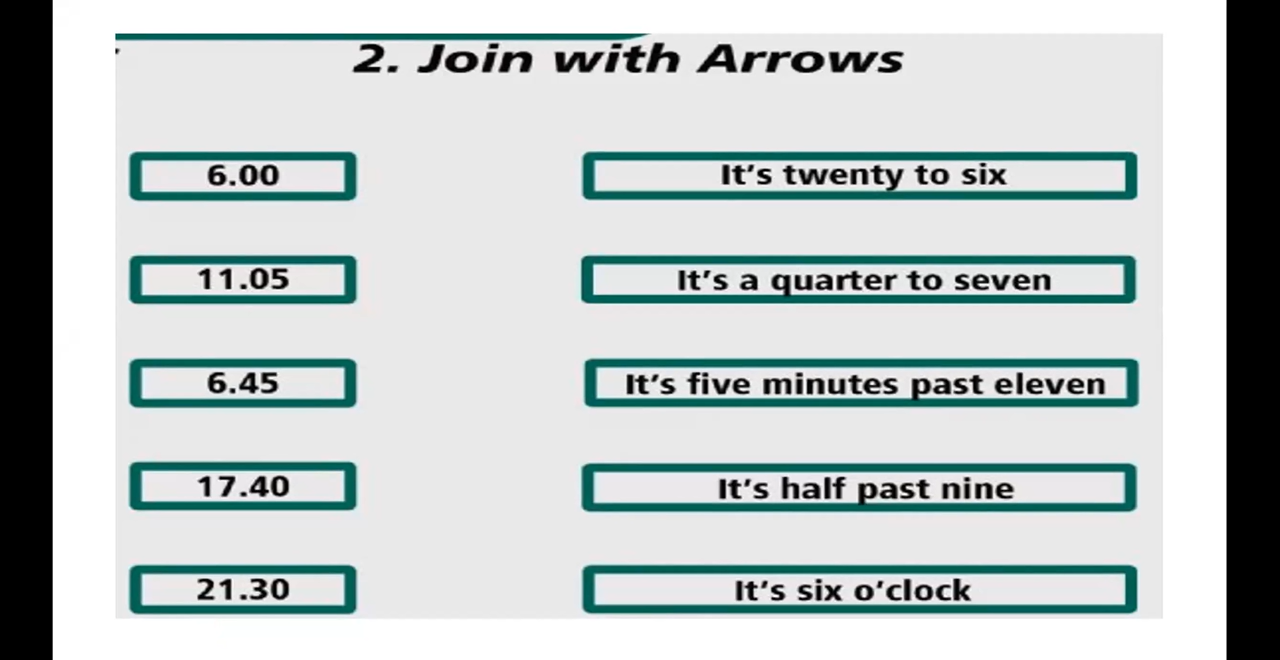 2. Join with Arrows
6.00
It's twenty to six
11.05
It's a quarter to seven
6.45
It's five minutes past eleven
17.40
It's half past nine
21.30
It's six o'clock